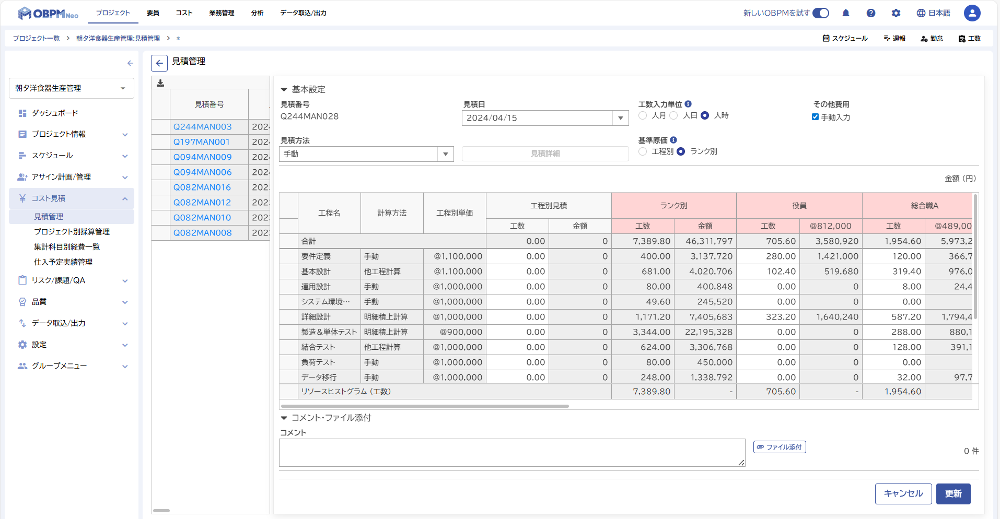 OBPM Neo
プロジェクト 要員 コスト 業務管理 分析 データ取込/出力
新しいOBPMを試す 日本語
プロジェクト一覧 > 朝夕洋食器生産管理:見積管理 > *
スケジュール 週報 勤怠 工数
朝夕洋食器生産管理
ダッシュボード
プロジェクト情報
スケジュール
アサイン計画/管理
コスト見積
見積管理
プロジェクト別採算管理
集計科目別経費一覧
仕入予定実績管理
リスク/課題/QA
品質
データ取込/出力
設定
グループメニュー
見積管理
見積番号
Q244MAN003 202
Q197MAN001 202
Q094MAN009 202
Q094MAN006 202
Q082MAN016 202
Q082MAN012 202
Q082MAN010 202
Q082MAN008 202
基本設定
見積番号 見積日 工数入力単位 その他費用
Q244MAN028 2024/04/15 人月 人日 人時 手動入力
見積方法 基準原価
手動 見積詳細 工程別 ランク別
金額（円）
工程名 計算方法 工程別単価 工程別見積 ランク別 役員 総合職A
工数 金額 工数 金額 工数 @812,000 工数 @489,00
合計 0.00 0 7,389.80 46,311,797 705.60 3,580,920 1,954.60 5,973,2
要件定義 手動 @1,100,000 0.00 0 400.00 3,137,720 280.00 1,421,000 120.00 366,7
基本設計 他工程計算 @1,100,000 0.00 0 681.00 4,020,706 102.40 519,680 319.40 976,0
運用設計 手動 @1,000,000 0.00 0 80.00 400,848 0.00 0 8.00 24,4
システム環境… 手動 @1,000,000 0.00 0 49.60 245,520 0.00 0 0.00
詳細設計 明細積上計算 @1,000,000 0.00 0 1,171.20 7,405,683 323.20 1,640,240 587.20 1,794,4
製造＆単体テスト 明細積上計算 @900,000 0.00 0 3,344.00 22,195,328 0.00 0 288.00 880,1
結合テスト 他工程計算 @1,000,000 0.00 0 624.00 3,306,768 0.00 0 128.00 391,1
負荷テスト 手動 @1,000,000 0.00 0 80.00 450,000 0.00 0 0.00
データ移行 手動 @1,000,000 0.00 0 248.00 1,338,792 0.00 0 32.00 97,7
リソースヒストグラム（工数） 7,389.80 - 705.60 - 1,954.60
コメント・ファイル添付
コメント
ファイル添付
0 件
キャンセル 更新